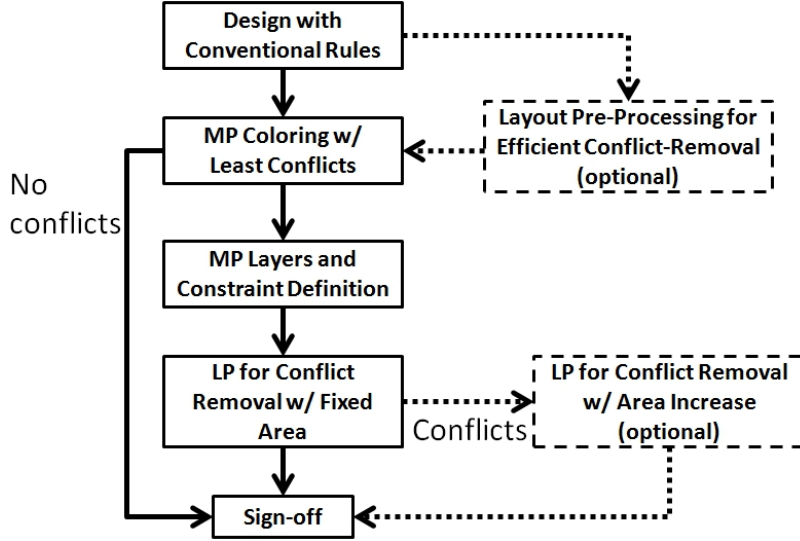 Design with
Conventional Rules
MP Coloring w/
Least Conflicts
Layout Pre-Processing for
Efficient Conflict-Removal
(optional)
No
conflicts
MP Layers and
Constraint Definition
LP for Conflict
Removal w/ Fixed
Area
Conflicts
LP for Conflict Removal
w/ Area Increase
(optional)
Sign-off